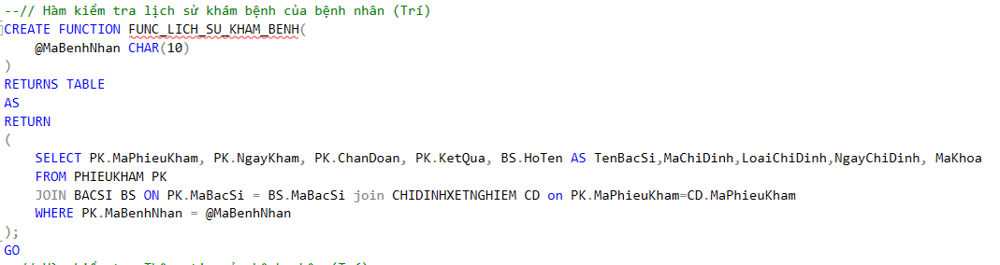 --// Hàm kiểm tra lịch sử khám bệnh của bệnh nhân (Trí)
CREATE FUNCTION FUNC_LICH_SU_KHAM_BENH(
@MaBenhNhan CHAR(10)
)
RETURNS TABLE
AS
RETURN
(
SELECT PK.MaPhieuKham, PK.NgayKham, PK.ChanDoan, PK.KetQua, BS.HoTen AS TenBacSi,MaChiDinh,LoaiChiDinh,NgayChiDinh, MaKhoa
FROM PHIEUKHAM PK
JOIN BACSI BS ON PK.MaBacSi = BS.MaBacSi join CHIDINHXETNGHIEM CD on PK.MaPhieuKham=CD.MaPhieuKham
WHERE PK.MaBenhNhan = @MaBenhNhan
);
GO